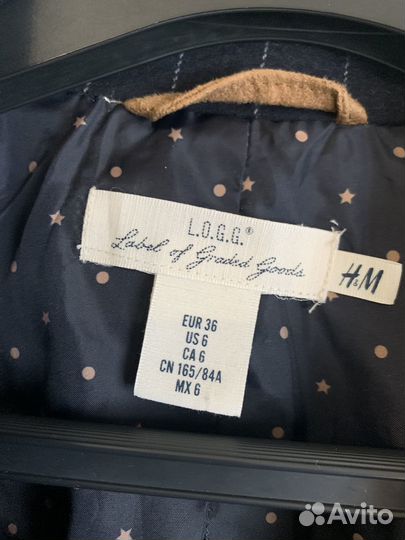 L.O.G.G.®
Label of Graded Goods
H&M
EUR 36
US 6
CA 6
CN 165/84A
MX 6
Avito